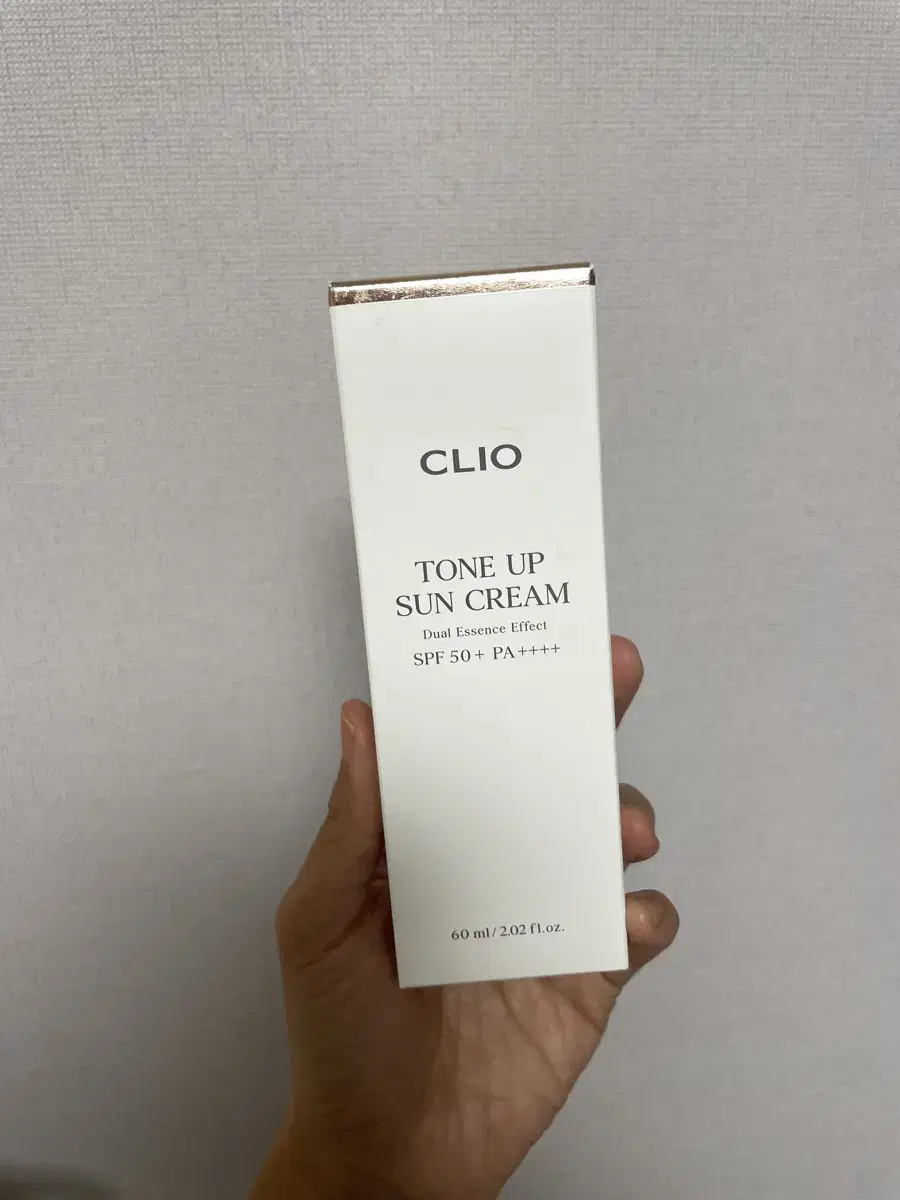 CLIO
TONE UP
SUN CREAM
Dual Essence Effect
SPF 50+ PA++++
60 ml / 2.02 fl.oz.